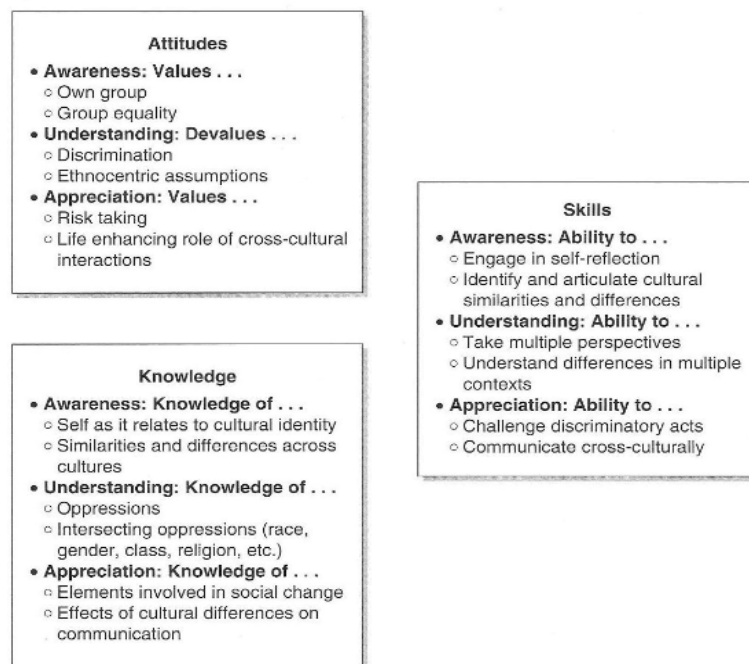 Attitudes
• Awareness: Values . . .
○ Own group
○ Group equality
• Understanding: Devalues . . .
○ Discrimination
○ Ethnocentric assumptions
• Appreciation: Values . . .
○ Risk taking
○ Life enhancing role of cross-cultural
interactions
Knowledge
• Awareness: Knowledge of . . .
○ Self as it relates to cultural identity
○ Similarities and differences across
cultures
• Understanding: Knowledge of . . .
○ Oppressions
○ Intersecting oppressions (race,
gender, class, religion, etc.)
• Appreciation: Knowledge of . . .
○ Elements involved in social change
○ Effects of cultural differences on
communication
Skills
• Awareness: Ability to . . .
○ Engage in self-reflection
○ Identify and articulate cultural
similarities and differences
• Understanding: Ability to . . .
○ Take multiple perspectives
○ Understand differences in multiple
contexts
• Appreciation: Ability to . . .
○ Challenge discriminatory acts
○ Communicate cross-culturally